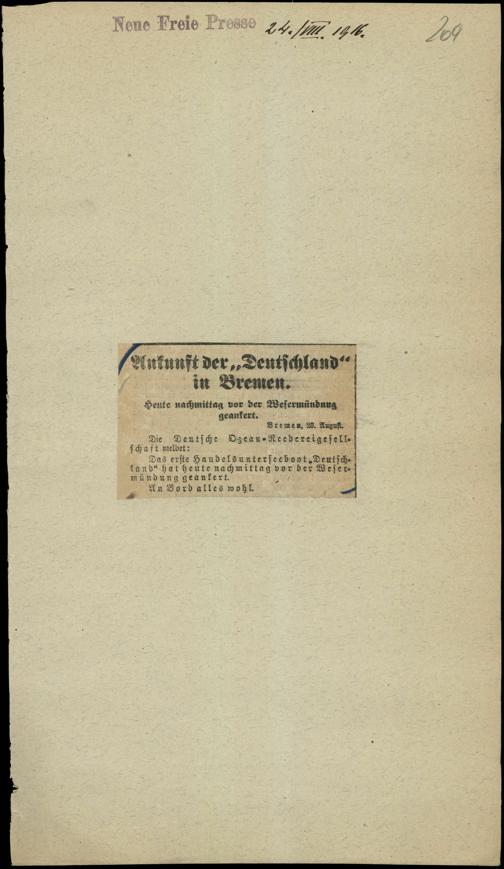 Neue Freie Presse 24./VIII. 1916. 209
Ankunft der „Deutschland“
in Bremen.
Heute nachmittag vor der Wesermündung
geankert.
Bremen, 23. August.
Die Deutsche Ozean-Reedereigesell-
schaft meldet:
Das erste Handelsunterseeboot „Deutsch-
land“ hat heute nachmittag vor der Weser-
mündung geankert.
An Bord alles wohl.